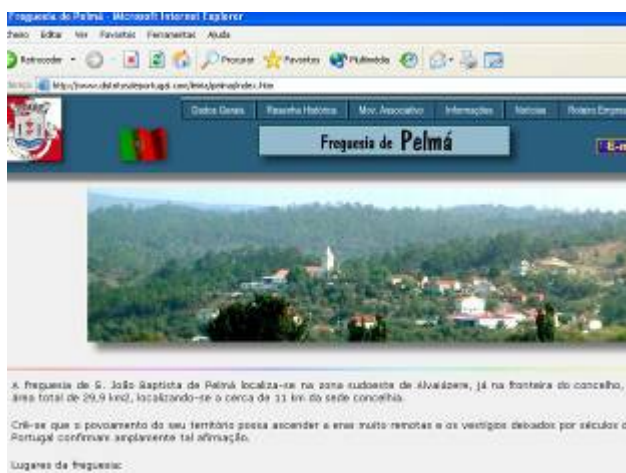 Freguesia de Pelmá - Microsoft Internet Explorer
Editar Ver Favoritos Ferramentas Ajuda
Retroceder Procurar Favoritos Multimédia
Dados Gerais Resenha Histórica Mov. Associativo Informações Notícias Roteiro
Freguesia de Pelmá
A freguesia de S. João Baptista de Pelmá localiza-se na zona sudoeste de Alvaiázere, já na fronteira do concelho,
área total de 29,9 km2, localizando-se a cerca de 11 km da sede concelhia.
Crê-se que o povoamento do seu território possa ascender a eras muito remotas e os vestígios deixados por séculos
Portugal confirmam amplamente tal afirmação.
Lugares da freguesia: